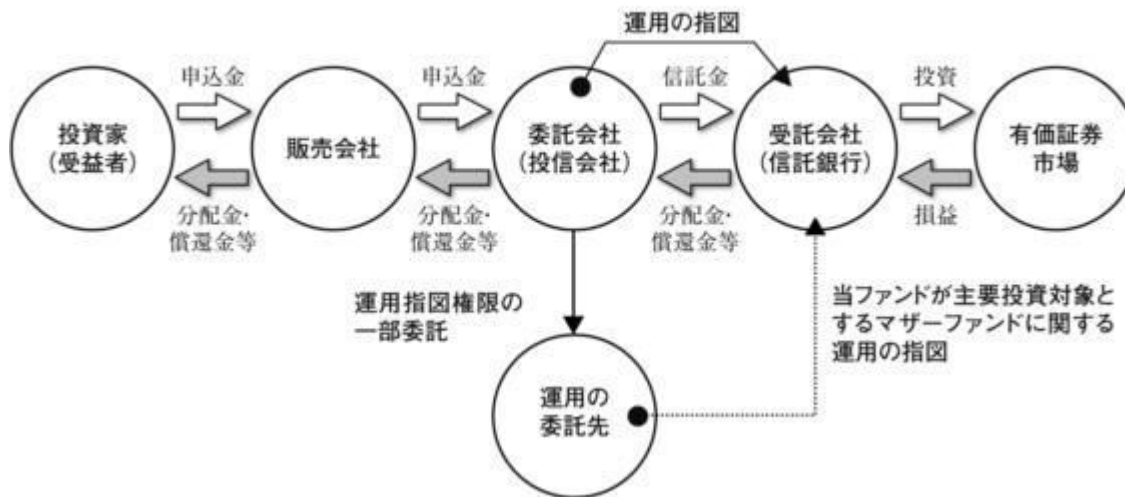 運用の指図
申込金
申込金
信託金
投資
投資家
(受益者)
販売会社
委託会社
(投信会社)
受託会社
(信託銀行)
有価証券
市場
分配金・
償還金等
分配金・
償還金等
分配金・
償還金等
損益
運用指図権限の
一部委託
当ファンドが主要投資対象と
するマザーファンドに関する
運用の指図
運用の
委託先